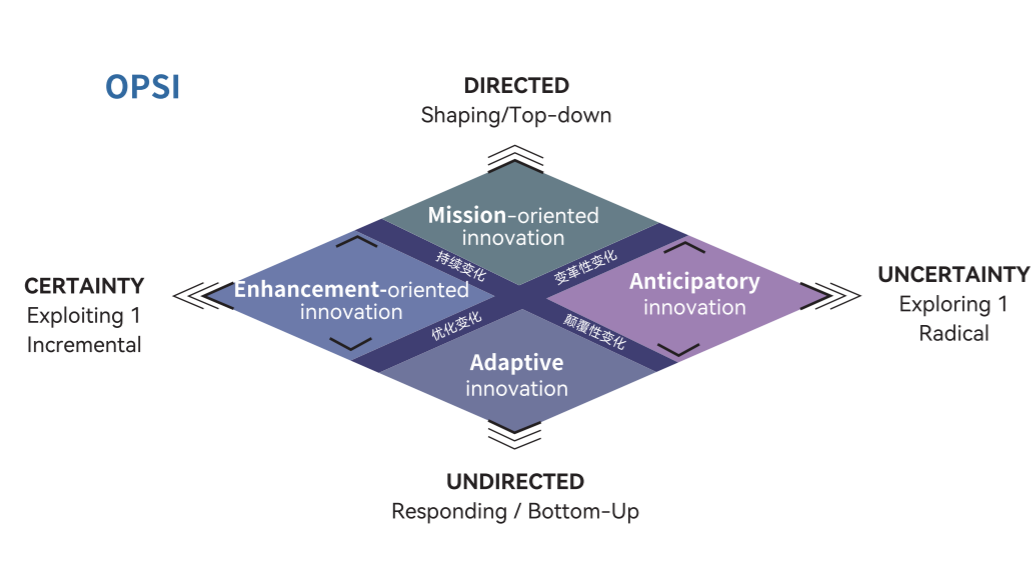 OPSI
DIRECTED
Shaping/Top-down
Mission-oriented
innovation
持续变化
变革性变化
CERTAINTY
Exploiting 1
Incremental
Enhancement-oriented
innovation
Anticipatory
innovation
UNCERTAINTY
Exploring 1
Radical
优化变化
颠覆性变化
Adaptive
innovation
UNDIRECTED
Responding / Bottom-Up